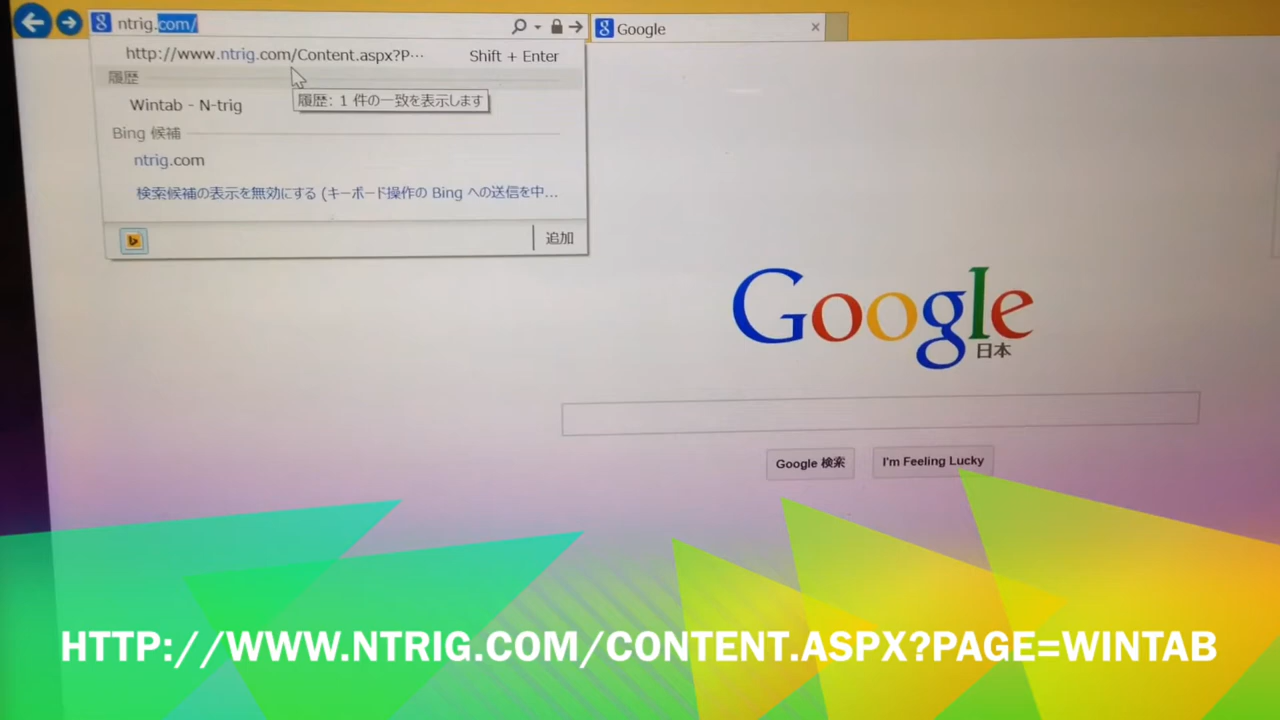 ntrig.com/
Google
http://www.ntrig.com/Content.aspx?P… Shift + Enter
履歴
Wintab - N-trig
履歴: 1 件の一致を表示します
Bing 候補
ntrig.com
検索候補の表示を無効にする (キーボード操作の Bing への送信を中...
追加
Google
日本
Google 検索
I'm Feeling Lucky
HTTP://WWW.NTRIG.COM/CONTENT.ASPX?PAGE=WINTAB